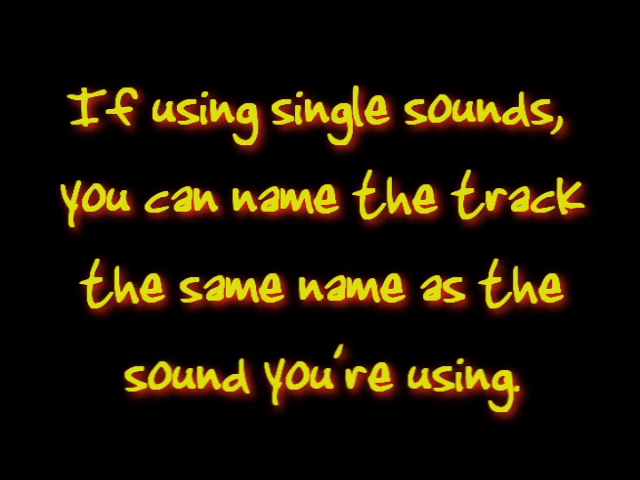 If using single sounds,
you can name the track
the same name as the
sound you're using.